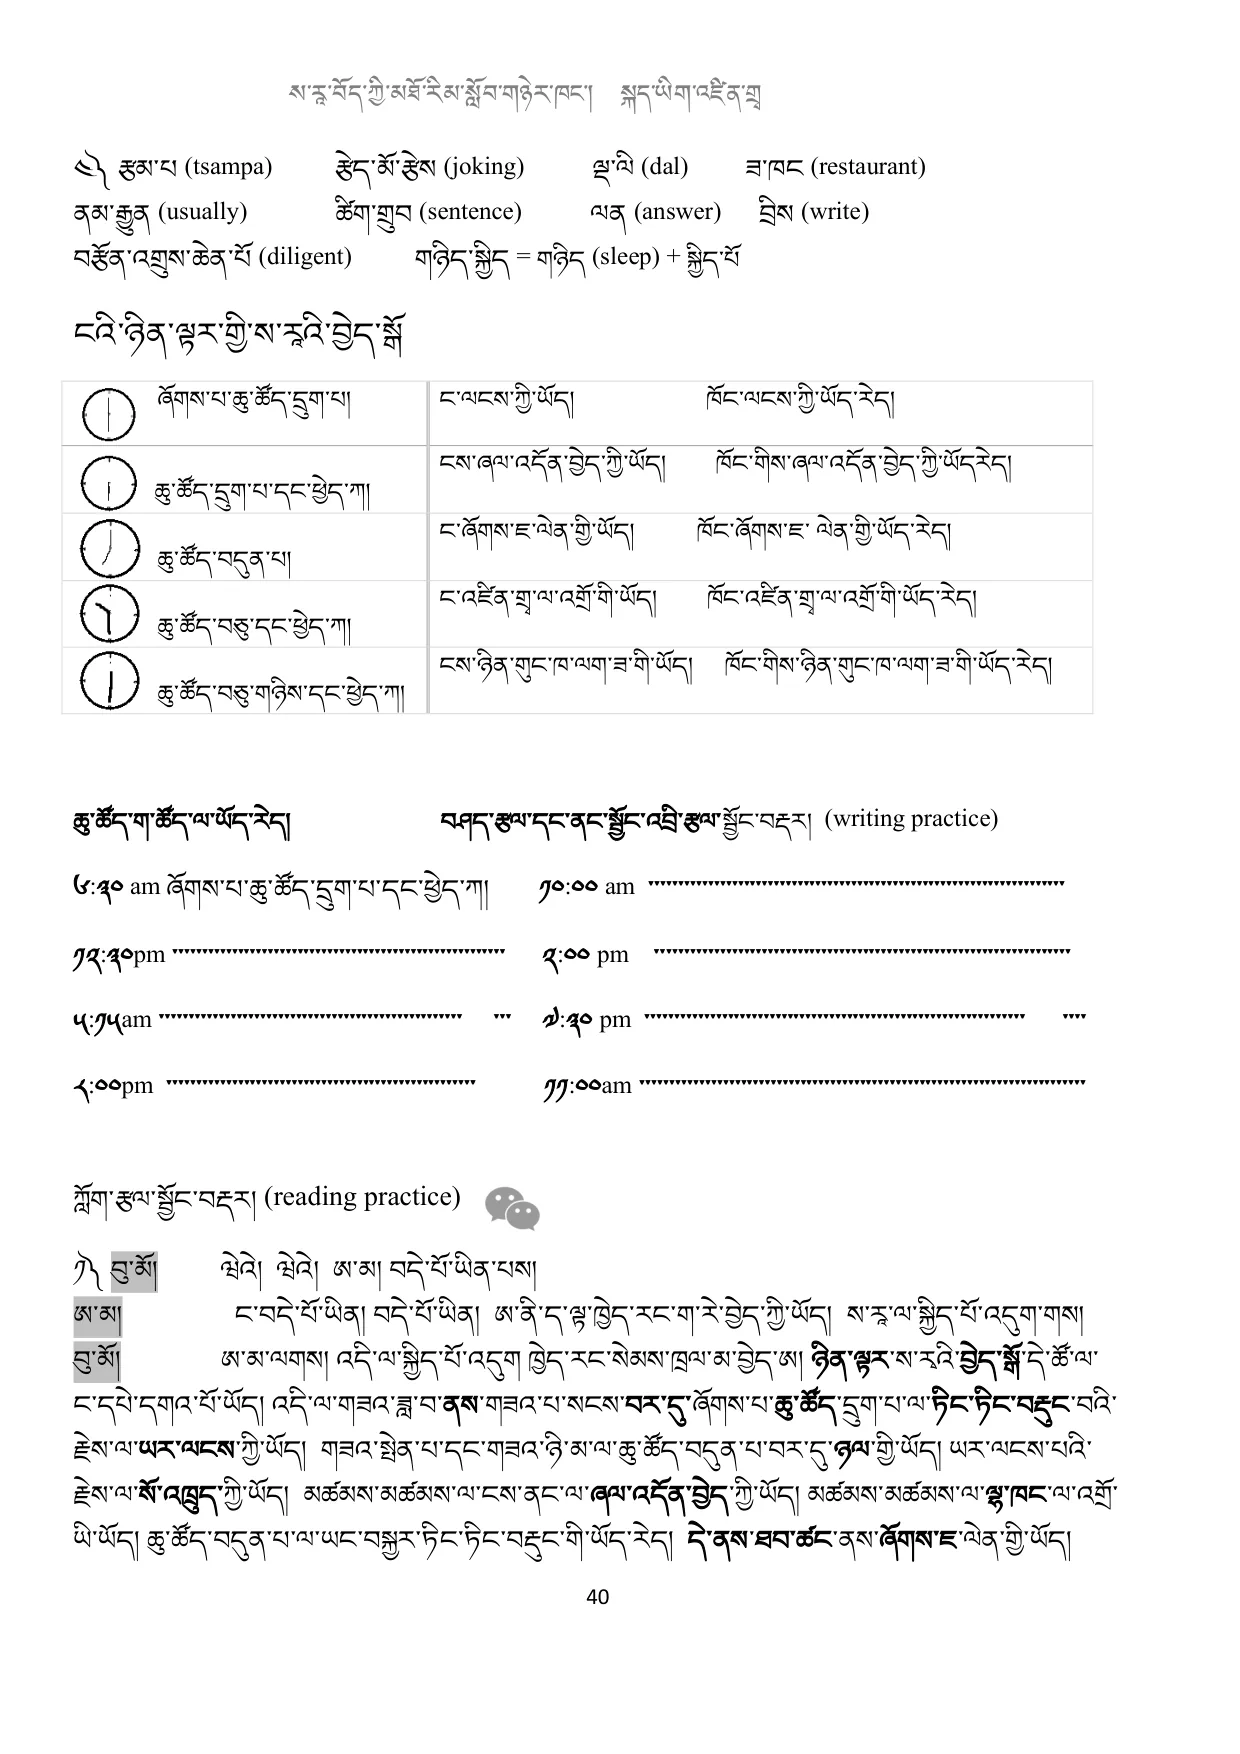 ས་རཱ་བོད་ཀྱི་མཐོ་རིམ་སློབ་གཉེར་ཁང་། སྐད་ཡིག་འཛིན་གྲྭ
༤༽ རྩམ་པ (tsampa) རྩེད་མོ་རྩེས (joking) ལྡ་ལི (dal) ཟ་ཁང (restaurant)
ནམ་རྒྱུན (usually) ཚིག་གྲུབ (sentence) ལན (answer) བྲིས (write)
བརྩོན་འགྲུས་ཆེན་པོ (diligent) གཉིད་སྐྱིད = གཉིད (sleep) + སྐྱིད་པོ
ངའི་ཉིན་ལྟར་གྱི་ས་རཱའི་བྱེད་སྒོ
ཞོགས་པ་ཆུ་ཚོད་དྲུག་པ། ང་ལངས་ཀྱི་ཡོད། ཁོང་ལངས་ཀྱི་ཡོད་རེད།
ཆུ་ཚོད་དྲུག་པ་དང་ཕྱེད་ཀ། ངས་ཞལ་འདོན་བྱེད་ཀྱི་ཡོད། ཁོང་གིས་ཞལ་འདོན་བྱེད་ཀྱི་ཡོདརེད།
ཆུ་ཚོད་བདུན་པ། ང་ཞོགས་ཇ་ལེན་གྱི་ཡོད། ཁོང་ཞོགས་ཇ་ ལེན་གྱི་ཡོད་རེད།
ཆུ་ཚོད་བཅུ་དང་ཕྱེད་ཀ། ང་འཛིན་གྲྭ་ལ་འགྲོ་གི་ཡོད། ཁོང་འཛིན་གྲྭ་ལ་འགྲོ་གི་ཡོད་རེད།
ཆུ་ཚོད་བཅུ་གཉིས་དང་ཕྱེད་ཀ། ངས་ཉིན་གུང་ཁ་ལག་ཟ་གི་ཡོད། ཁོང་གིས་ཉིན་གུང་ཁ་ལག་ཟ་གི་ཡོད་རེད།
ཆུ་ཚོད་ག་ཚོད་ལ་ཡོད་རེད། བཤད་རྩལ་དང་ནང་སྦྱོང་འབྲི་རྩལ་སྦྱོང་བརྡར། (writing practice)
༦:༣༠ am ཞོགས་པ་ཆུ་ཚོད་དྲུག་པ་དང་ཕྱེད་ཀ། ༡༠:༠༠ am
༡༢:༣༠pm ༢:༠༠ pm
༥:༡༥am ༧:༣༠ pm
༨:༠༠pm ༡༡:༠༠am
ཀློག་རྩལ་སྦྱོང་བརྡར། (reading practice)
༡༽ བུ་མོ། ཝེའེ། ཝེའེ། ཨ་མ། བདེ་པོ་ཡིན་པས།
ཨ་མ། ང་བདེ་པོ་ཡིན། བདེ་པོ་ཡིན། ཨ་ནི་ད་ལྟ་ཁྱེད་རང་ག་རེ་བྱེད་ཀྱི་ཡོད། ས་རཱ་ལ་སྐྱིད་པོ་འདུག་གས།
བུ་མོ། ཨ་མ་ལགས། འདི་ལ་སྐྱིད་པོ་འདུག ཁྱེད་རང་སེམས་ཁྲལ་མ་བྱེད་ཨ། ཉིན་ལྟར་ས་རཱའི་བྱེད་སྒོ་དེ་ཚོ་ལ་
ང་དཔེ་དགའ་པོ་ཡོད། འདི་ལ་གཟའ་ཟླ་བ་ནས་གཟའ་པ་སངས་བར་དུ་ཞོགས་པ་ཆུ་ཚོད་དྲུག་པ་ལ་ཏིང་ཏིང་བརྡུང་བའི་
རྗེས་ལ་ཡར་ལངས་ཀྱི་ཡོད། གཟའ་སྤེན་པ་དང་གཟའ་ཉི་མ་ལ་ཆུ་ཚོད་བདུན་པ་བར་དུ་ཉལ་གྱི་ཡོད། ཡར་ལངས་པའི་
རྗེས་ལ་སོ་འཁྲུད་ཀྱི་ཡོད། མཚམས་མཚམས་ལ་ངས་ནང་ལ་ཞལ་འདོན་བྱེད་ཀྱི་ཡོད། མཚམས་མཚམས་ལ་ལྷ་ཁང་ལ་འགྲོ་
ཡི་ཡོད། ཆུ་ཚོད་བདུན་པ་ལ་ཡང་བསྐྱར་ཏིང་ཏིང་བརྡུང་གི་ཡོད་རེད། དེ་ནས་ཐབ་ཚང་ནས་ཞོགས་ཇ་ལེན་གྱི་ཡོད།
40